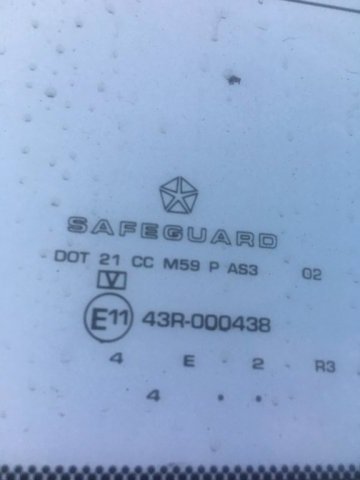 SAFEGUARD
DOT 21 CC M59 P AS3 02
V
E11 43R-000438
4 E 2 R3
4 . .